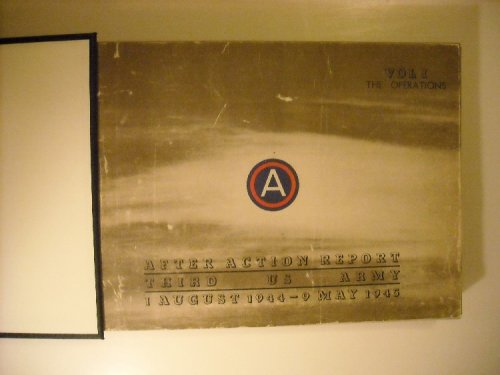 VOL I
THE OPERATIONS
A
AFTER ACTION REPORT
THIRD US ARMY
1 AUGUST 1944-9 MAY 1945